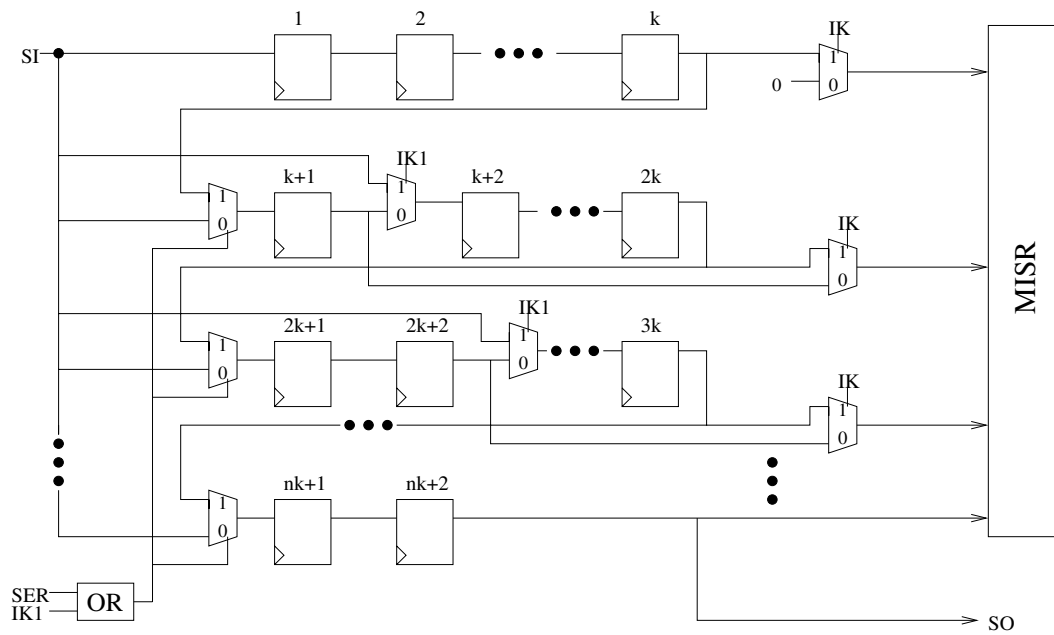 1 2 k IK
SI 1
0 0
IK1
k+1 1 k+2 2k
1 0 IK
0 1
0
IK1
2k+1 2k+2 1 3k
1 0
0 IK
1
0
nk+1 nk+2
1
0
SER OR
IK1
SO
MISR